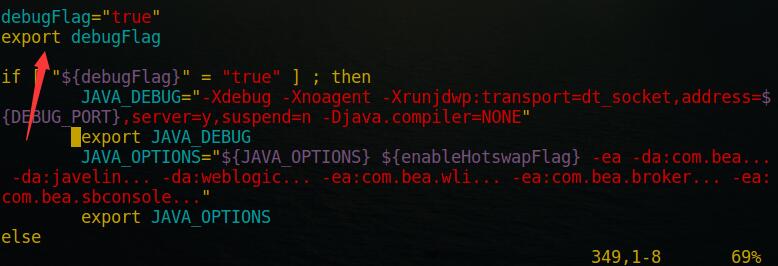 debugFlag="true"
export debugFlag
if [ "${debugFlag}" = "true" ] ; then
JAVA_DEBUG="-Xdebug -Xnoagent -Xrunjdwp:transport=dt_socket,address=$
{DEBUG_PORT},server=y,suspend=n -Djava.compiler=NONE"
export JAVA_DEBUG
JAVA_OPTIONS="${JAVA_OPTIONS} ${enableHotswapFlag} -ea -da:com.bea...
-da:javelin... -da:weblogic... -ea:com.bea.wli... -ea:com.bea.broker... -ea:
com.bea.sbconsole..."
export JAVA_OPTIONS
else
349,1-8 69%